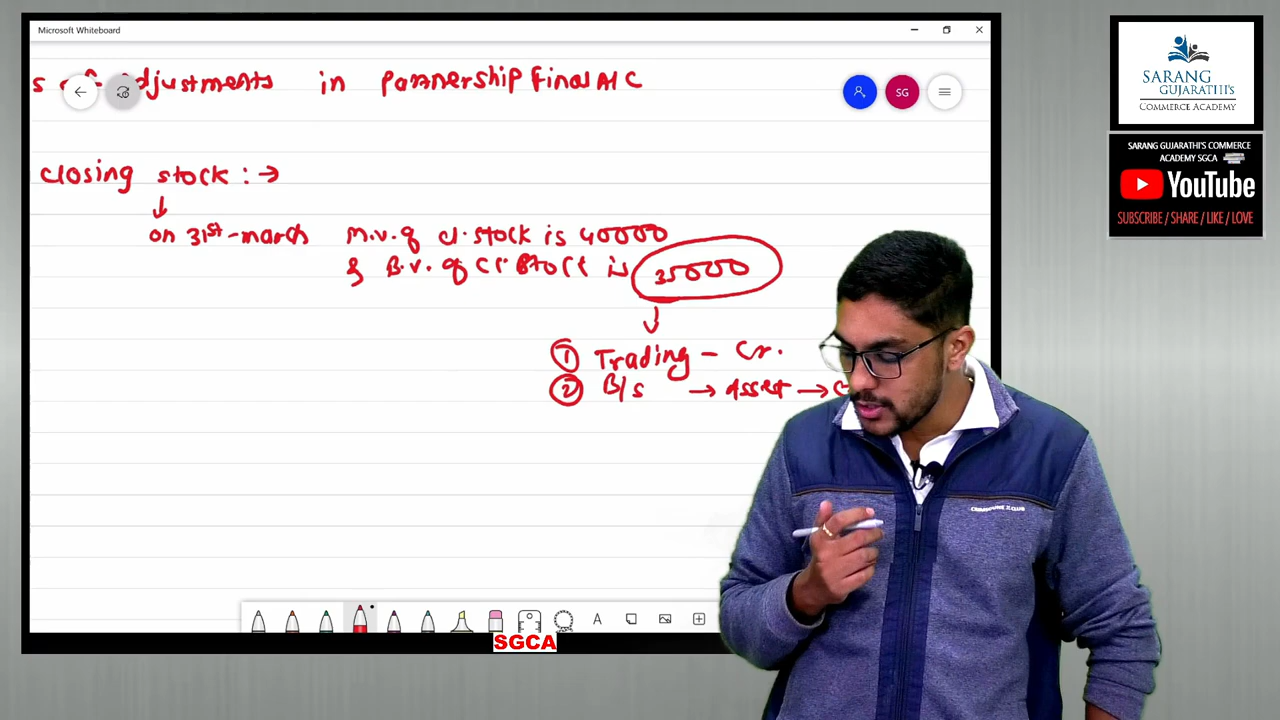 Microsoft Whiteboard
adjustments in Partnership Final A/C
SG
closing stock : →
on 31st-march M.V. of cl. stock is 40000
& B.V. of cl. Stock is 35000
① Trading - Cr.
② B/S → Asset →
SGCA
SARANG
GUJARATHI'S
COMMERCE ACADEMY
SARANG GUJARATHI'S COMMERCE
ACADEMY SGCA
YouTube
SUBSCRIBE / SHARE / LIKE / LOVE